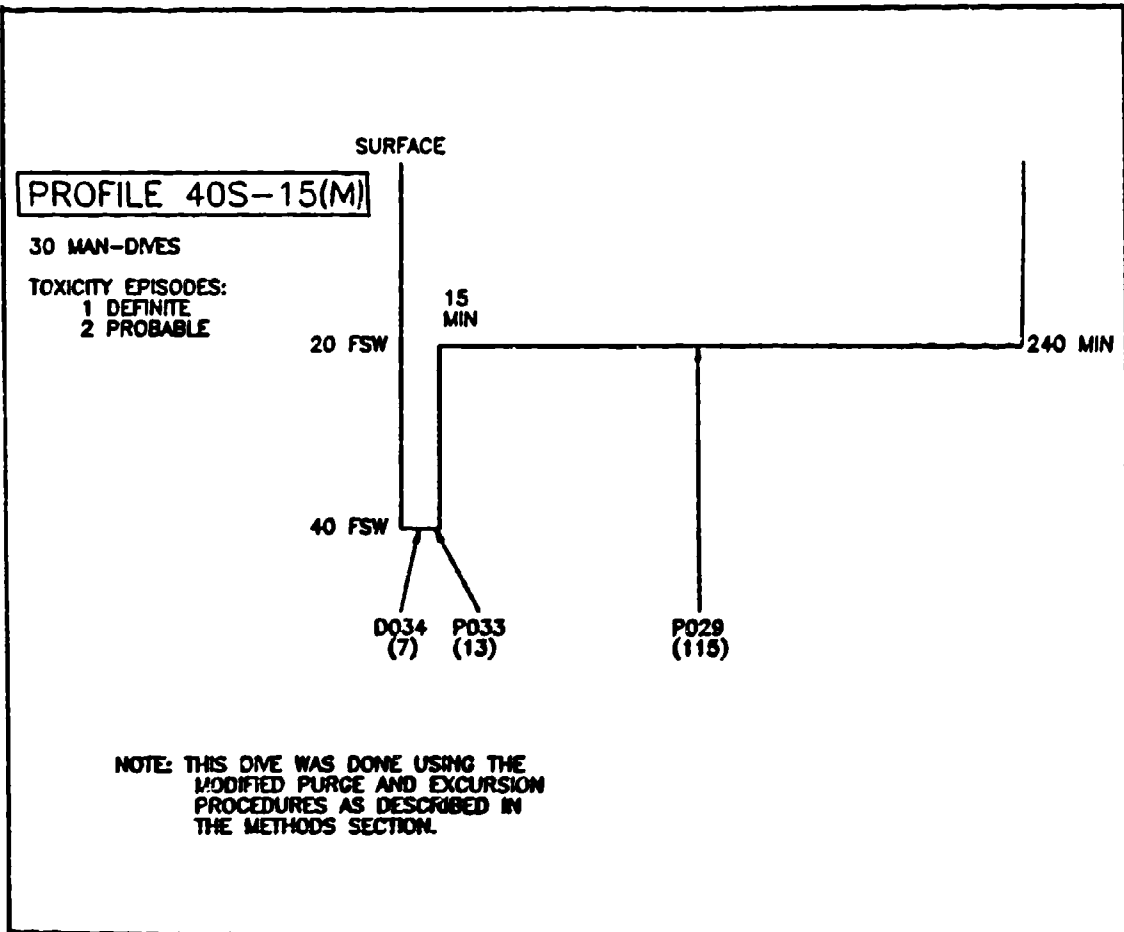 SURFACE
PROFILE 40S-15(M)
30 MAN-DIVES
TOXICITY EPISODES:
1 DEFINITE
2 PROBABLE
15
MIN
20 FSW
240 MIN
40 FSW
D034
(7)
P033
(13)
P029
(115)
NOTE: THIS DIVE WAS DONE USING THE
MODIFIED PURGE AND EXCURSION
PROCEDURES AS DESCRIBED IN
THE METHODS SECTION.